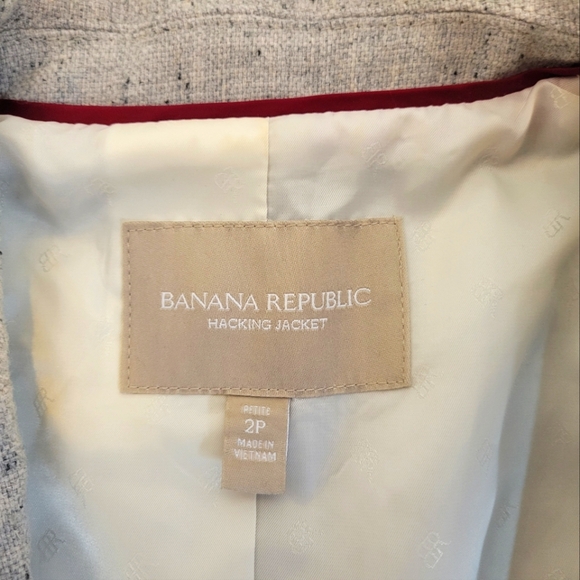 BANANA REPUBLIC
HACKING JACKET
PETITE
2P
MADE IN
VIETNAM